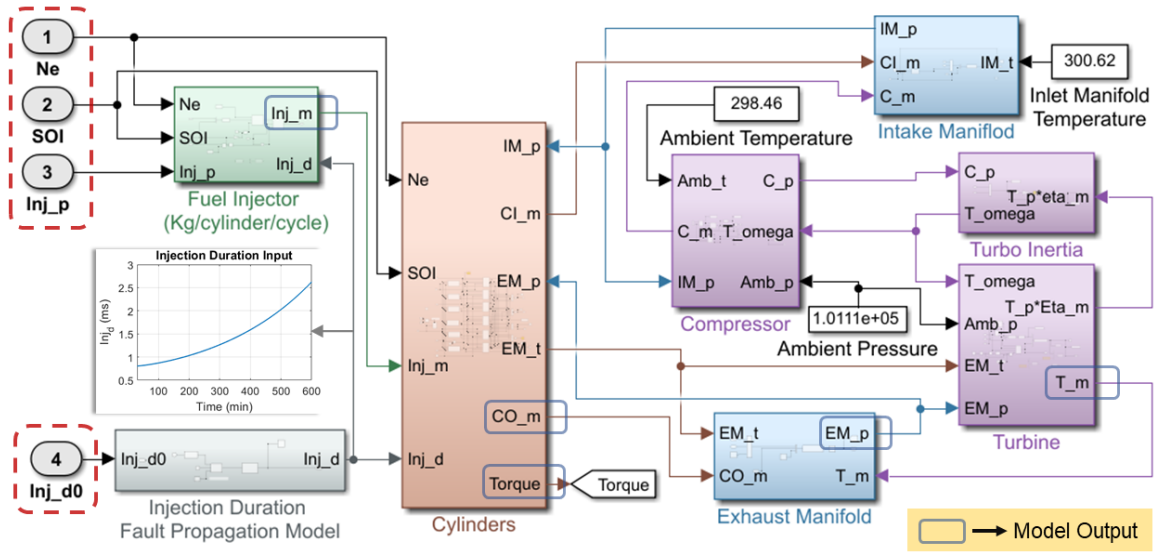 1
Ne
2
SOI
3
Inj_p
Ne
SOI
Inj_p
Inj_m
Inj_d
Fuel Injector
(Kg/cylinder/cycle)
Injection Duration Input
Inj_d (ms)
3
2.5
2
1.5
1
0.5
100
200
300
400
500
600
Time (min)
4
Inj_d0
Inj_d0
Inj_d
Injection Duration
Fault Propagation Model
Ne
SOI
Inj_m
Inj_d
IM_p
CI_m
EM_p
EM_t
CO_m
Torque
Cylinders
Torque
IM_p
CI_m
C_m
IM_t
Intake Maniflod
300.62
Inlet Manifold
Temperature
298.46
Ambient Temperature
Amb_t
C_m
IM_p
C_p
T_omega
Amb_p
Compressor
1.0111e+05
Ambient Pressure
C_p
T_p*eta_m
T_omega
Turbo Inertia
T_omega
T_p*Eta_m
Amb_p
EM_t
T_m
EM_p
Turbine
EM_t
CO_m
EM_p
T_m
Exhaust Manifold
Model Output